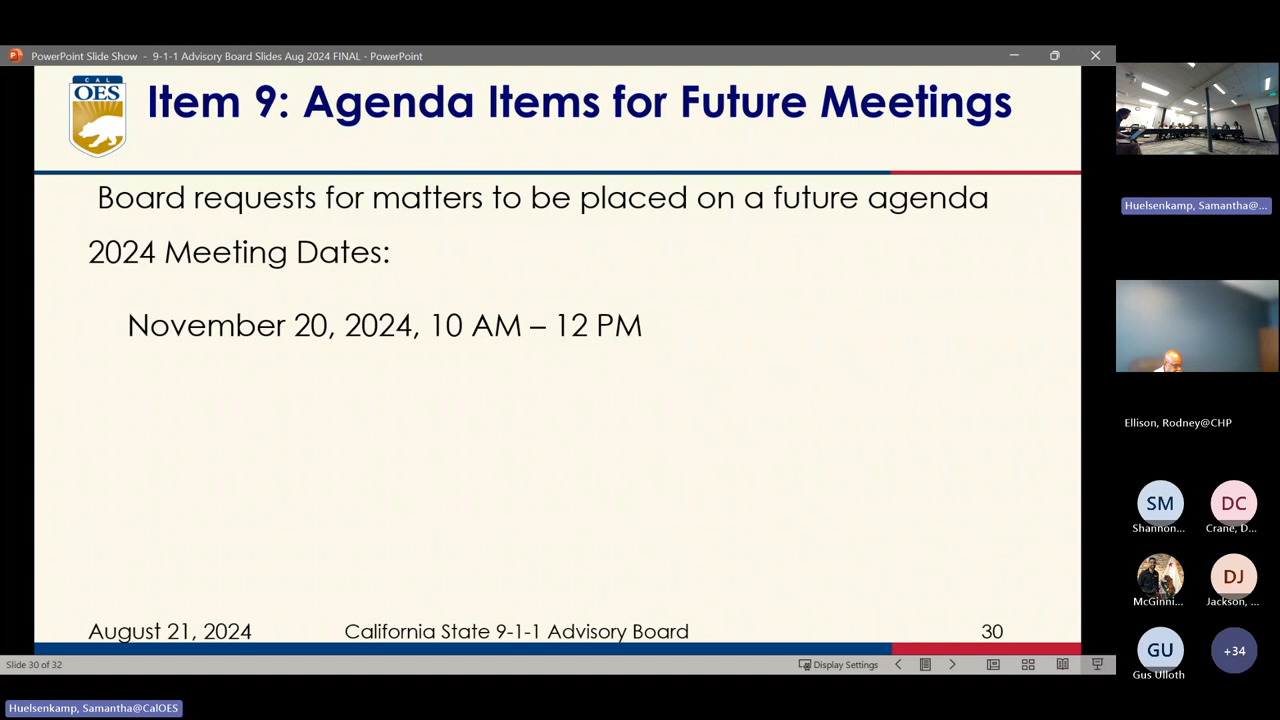 PowerPoint Slide Show - 9-1-1 Advisory Board Slides Aug 2024 FINAL - PowerPoint
CAL
OES
Item 9: Agenda Items for Future Meetings
Board requests for matters to be placed on a future agenda
2024 Meeting Dates:
November 20, 2024, 10 AM – 12 PM
August 21, 2024
California State 9-1-1 Advisory Board
30
Slide 30 of 32
Display Settings
Huelsenkamp, Samantha@CalOES
Huelsenkamp, Samantha@...
Ellison, Rodney@CHP
SM
DC
Shannon...
Crane, D...
DJ
McGinni...
Jackson, ...
GU
+34
Gus Ulloth